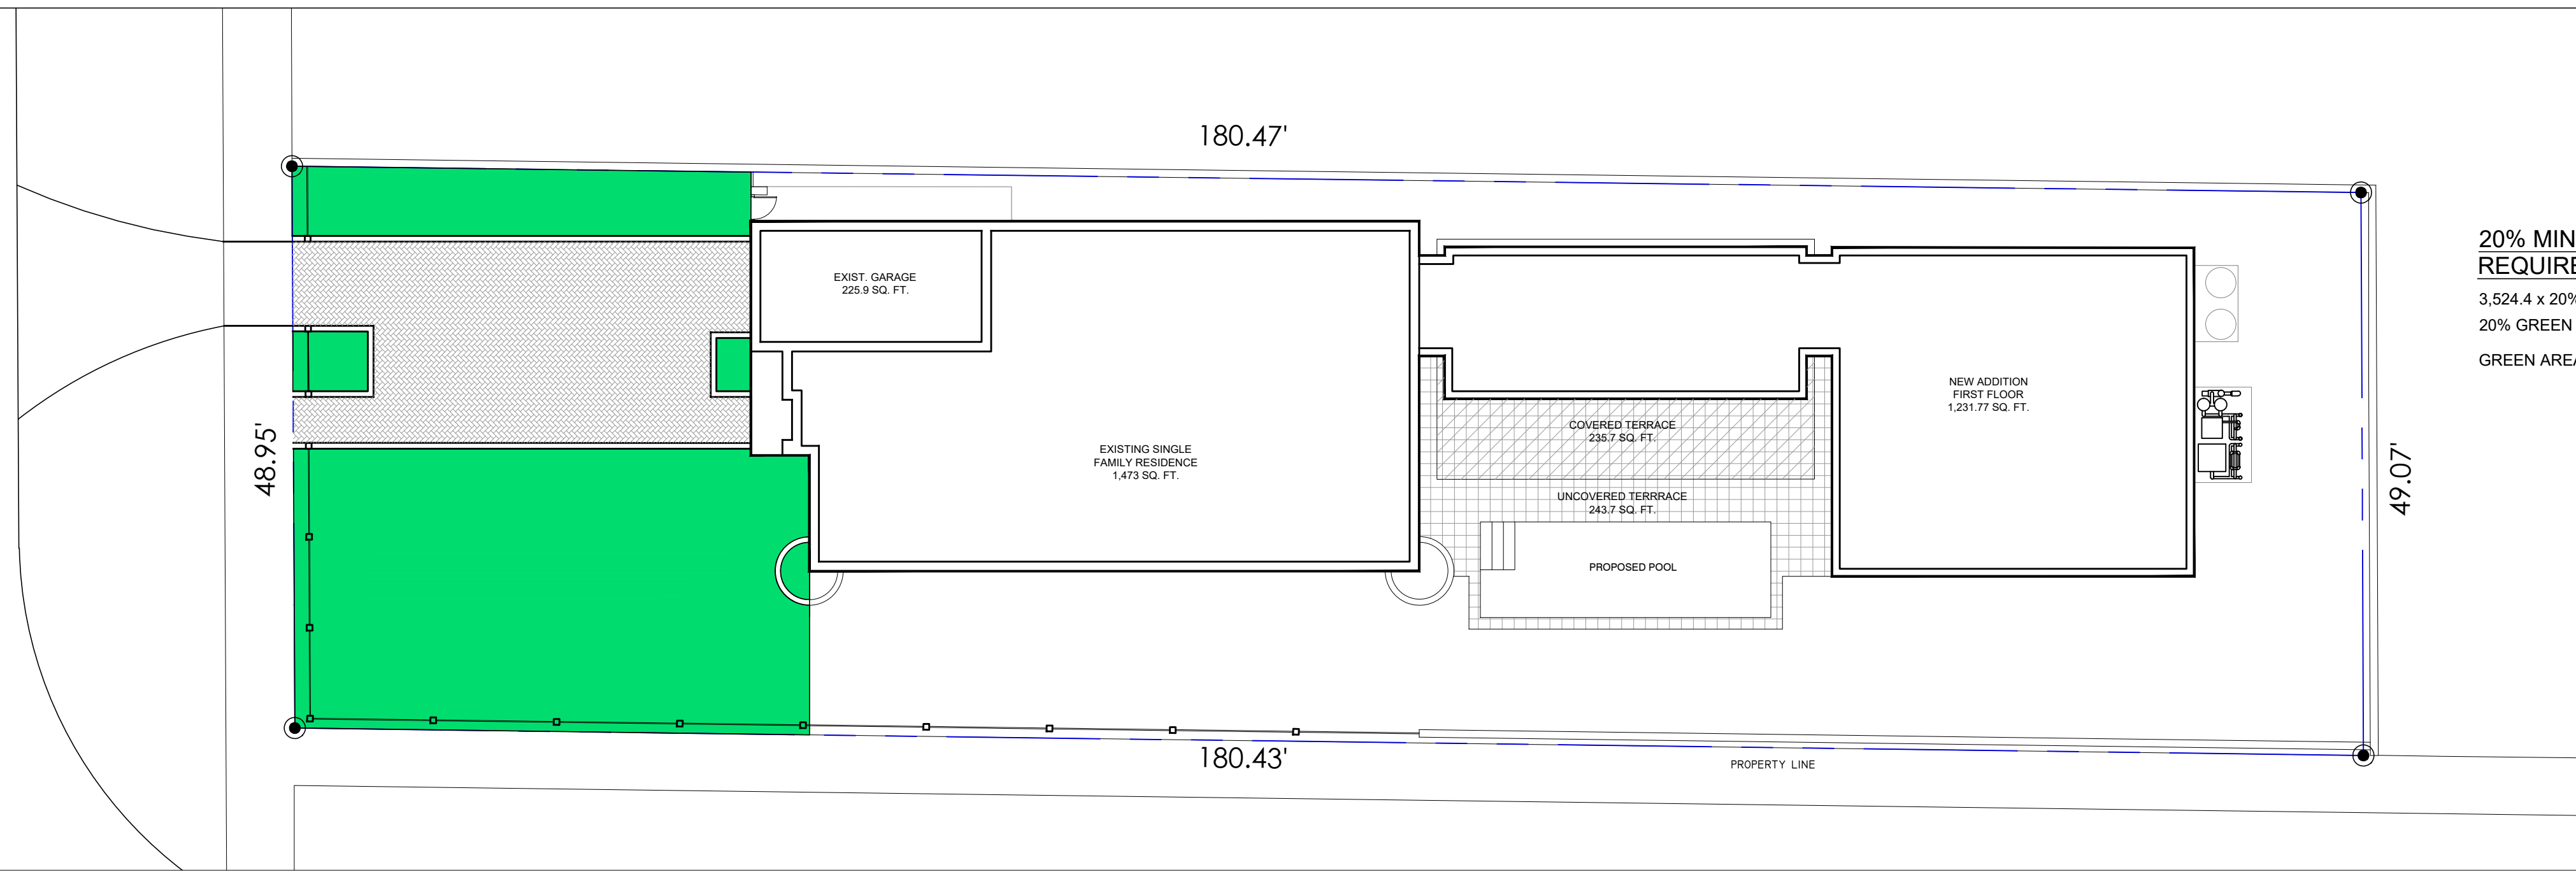 180.47'
20% MIN
REQUIRE
3,524.4 x 20%
20% GREEN
GREEN AREA
EXIST. GARAGE
225.9 SQ. FT.
NEW ADDITION
FIRST FLOOR
1,231.77 SQ. FT.
COVERED TERRACE
235.7 SQ. FT.
EXISTING SINGLE
FAMILY RESIDENCE
1,473 SQ. FT.
48.95'
49.07'
UNCOVERED TERRRACE
243.7 SQ. FT.
PROPOSED POOL
180.43'
PROPERTY LINE